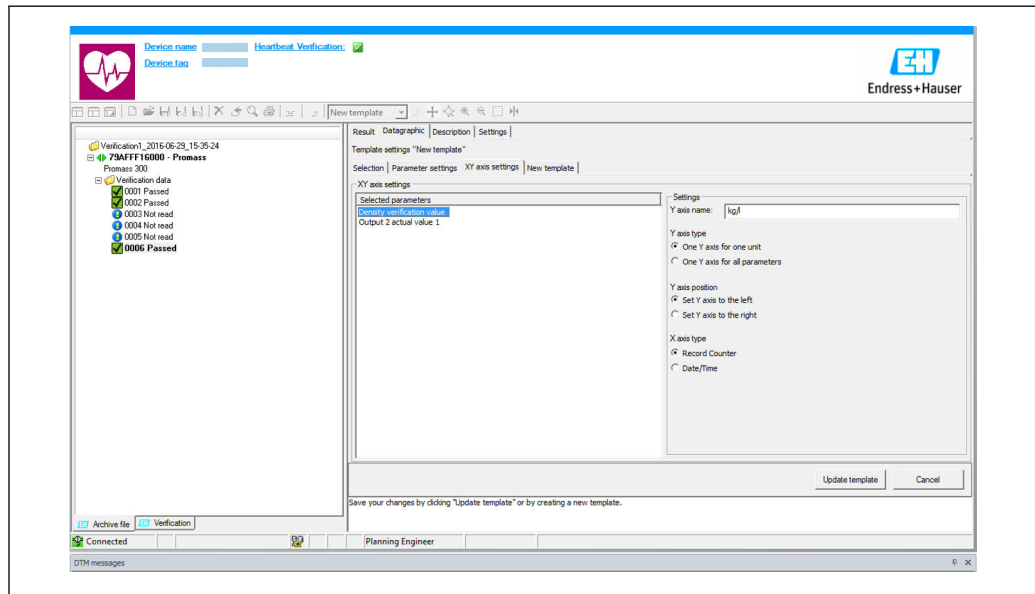 Device name Heartbeat Verification:
Device tag
Endress+Hauser
New template
Result Datagraphic Description Settings
Verification1_2016-06-29_15-35-24
79AFFF16000 - Promass
Promass 300
Verification data
0001 Passed
0002 Passed
0003 Not read
0004 Not read
0005 Not read
0006 Passed
Template settings "New template"
Selection Parameter settings XY axis settings New template
XY axis settings
Selected parameters
Density verification value
Output 2 actual value 1
Settings
Y axis name: kg/l
Y axis type
One Y axis for one unit
One Y axis for all parameters
Y axis position
Set Y axis to the left
Set Y axis to the right
X axis type
Record Counter
Date/Time
Update template Cancel
Save your changes by clicking "Update template" or by creating a new template.
Archive file Verification
Connected Planning Engineer
DTM messages